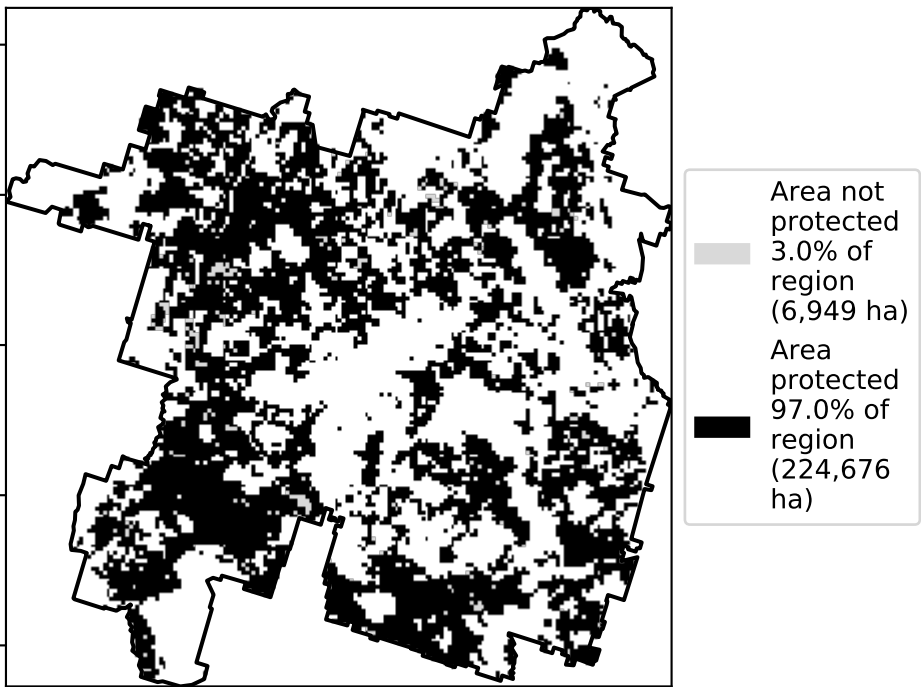 Area not
protected
3.0% of
region
(6,949 ha)
Area
protected
97.0% of
region
(224,676
ha)